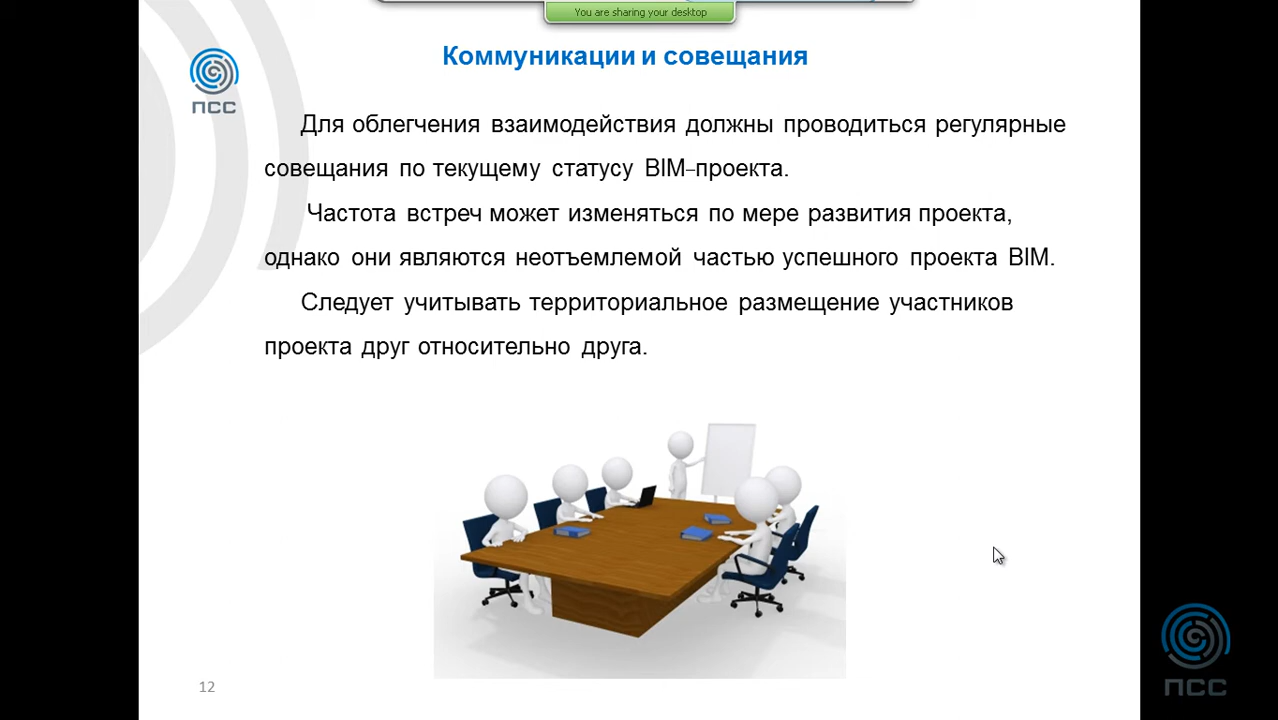 You are sharing your desktop
Коммуникации и совещания
ПСС
Для облегчения взаимодействия должны проводиться регулярные
совещания по текущему статусу BIM–проекта.
Частота встреч может изменяться по мере развития проекта,
однако они являются неотъемлемой частью успешного проекта BIM.
Следует учитывать территориальное размещение участников
проекта друг относительно друга.
12
ПСС